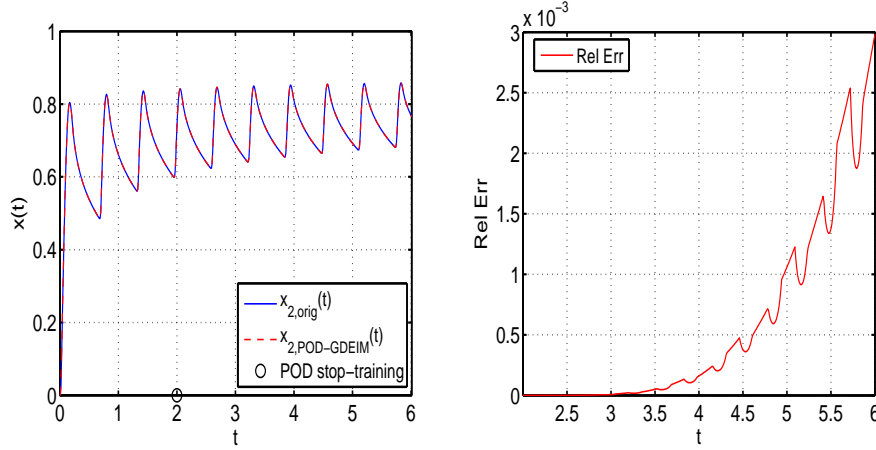 1
0.8
0.6
0.4
0.2
0
x(t)
x2,orig(t)
x2,POD−GDEIM(t)
POD stop−training
0 1 2 3 4 5 6
t
x 10−3
3
2.5
2
1.5
1
0.5
0
Rel Err
Rel Err
2.5 3 3.5 4 4.5 5 5.5 6
t